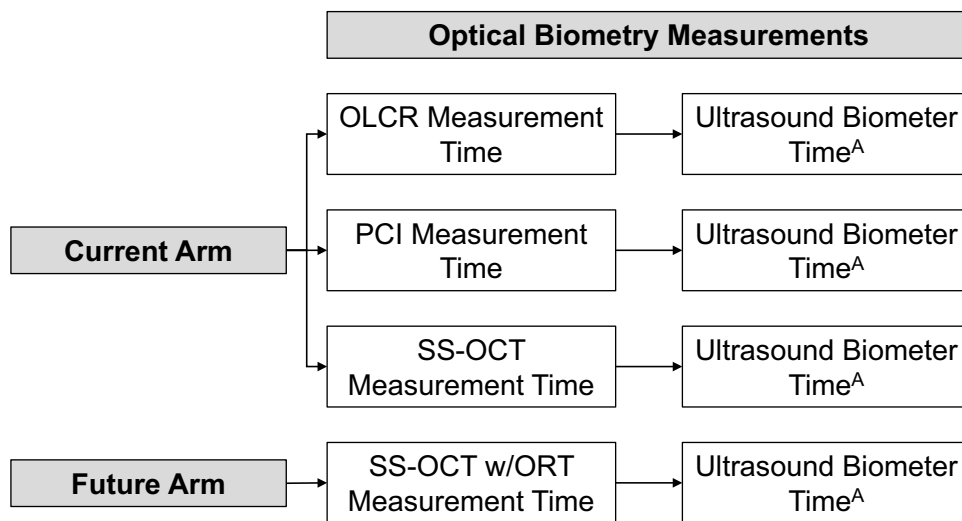 Optical Biometry Measurements
OLCR Measurement
Time
Ultrasound Biometer
Timeᴬ
Current Arm
PCI Measurement
Time
Ultrasound Biometer
Timeᴬ
SS-OCT
Measurement Time
Ultrasound Biometer
Timeᴬ
Future Arm
SS-OCT w/ORT
Measurement Time
Ultrasound Biometer
Timeᴬ